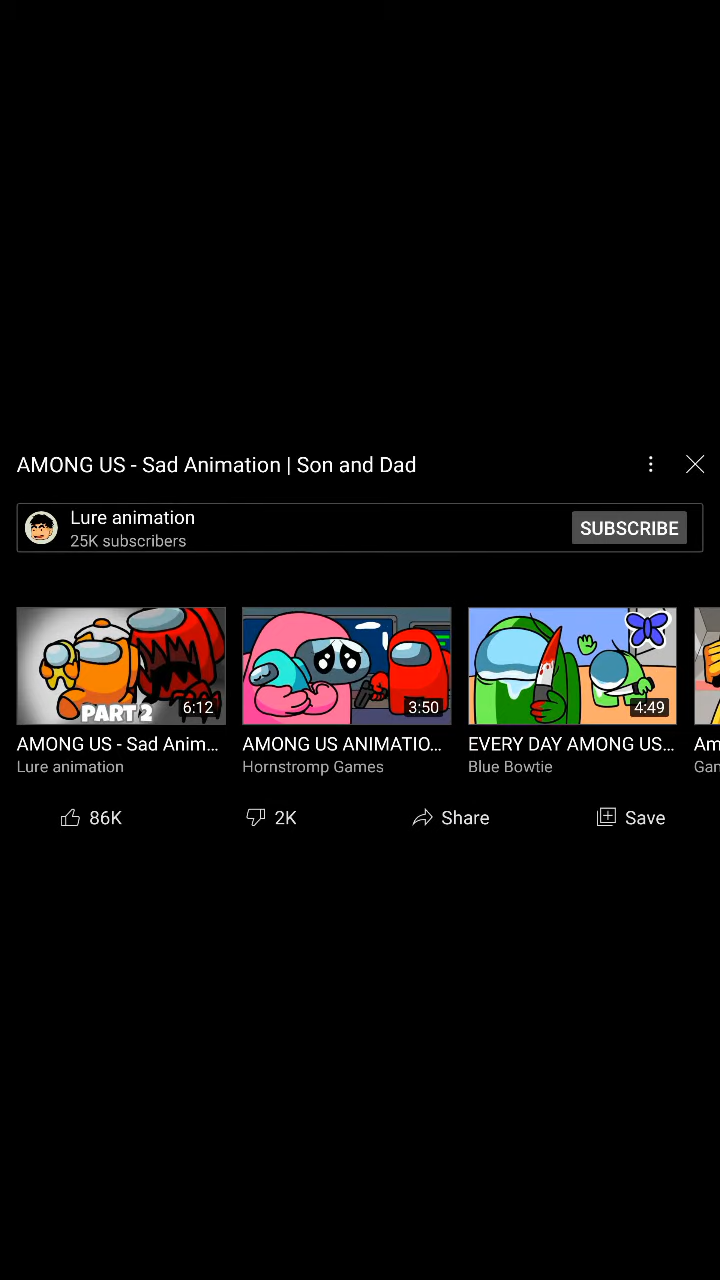 AMONG US - Sad Animation | Son and Dad
Lure animation
25K subscribers
SUBSCRIBE
PART 2
6:12
3:50
4:49
AMONG US - Sad Anim...
AMONG US ANIMATIO...
EVERY DAY AMONG US...
Am
Lure animation
Hornstromp Games
Blue Bowtie
Gan
86K
2K
Share
Save